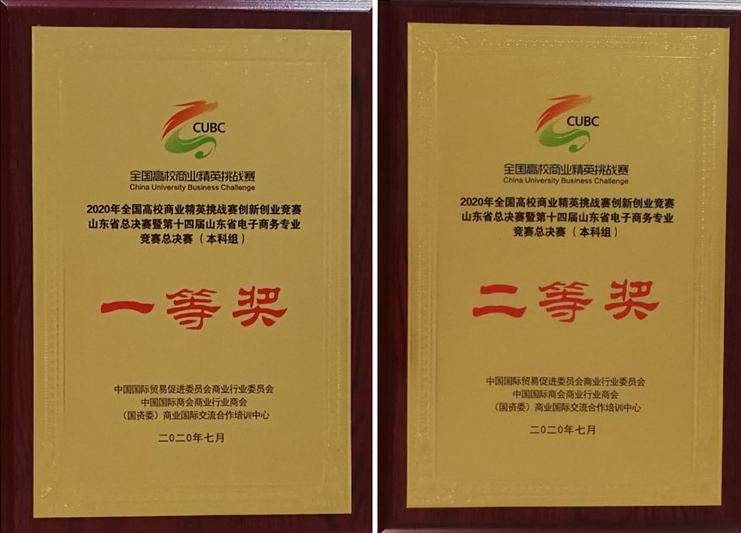 CUBC
全国高校商业精英挑战赛
China University Business Challenge
2020年全国高校商业精英挑战赛创新创业竞赛
山东省总决赛暨第十四届山东省电子商务专业
竞赛总决赛（本科组）
一等奖
中国国际贸易促进委员会商业行业委员会
中国国际商会商业行业商会
（国资委）商业国际交流合作培训中心
二〇二〇年七月
CUBC
全国高校商业精英挑战赛
China University Business Challenge
2020年全国高校商业精英挑战赛创新创业竞赛
山东省总决赛暨第十四届山东省电子商务专业
竞赛总决赛（本科组）
二等奖
中国国际贸易促进委员会商业行业委员会
中国国际商会商业行业商会
（国资委）商业国际交流合作培训中心
二〇二〇年七月